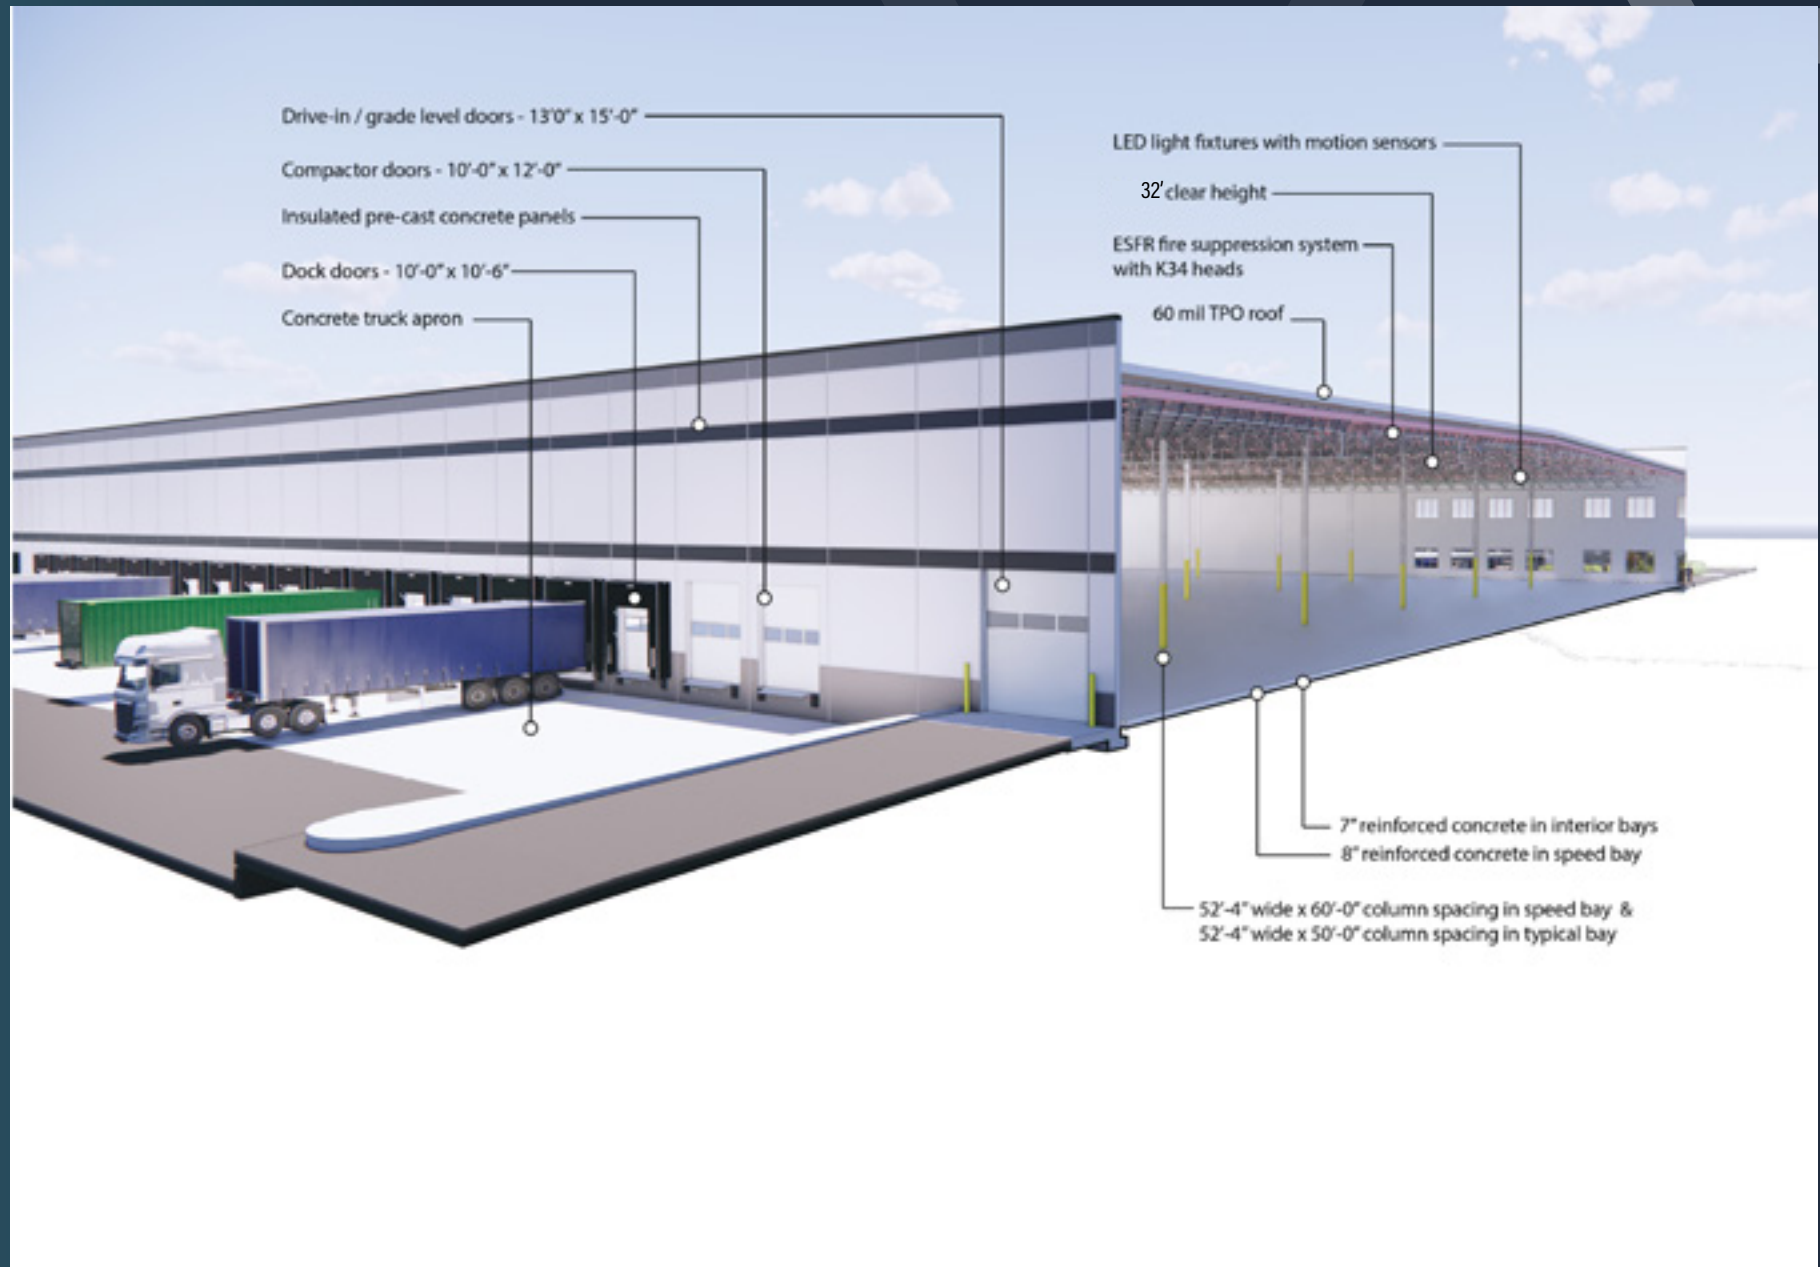 Drive-in / grade level doors - 13'0" x 15'-0"
Compactor doors - 10'-0" x 12'-0"
Insulated pre-cast concrete panels
Dock doors - 10'-0" x 10'-6"
Concrete truck apron
LED light fixtures with motion sensors
32' clear height
ESFR fire suppression system
with K34 heads
60 mil TPO roof
7" reinforced concrete in interior bays
8" reinforced concrete in speed bay
52'-4" wide x 60'-0" column spacing in speed bay &
52'-4" wide x 50'-0" column spacing in typical bay